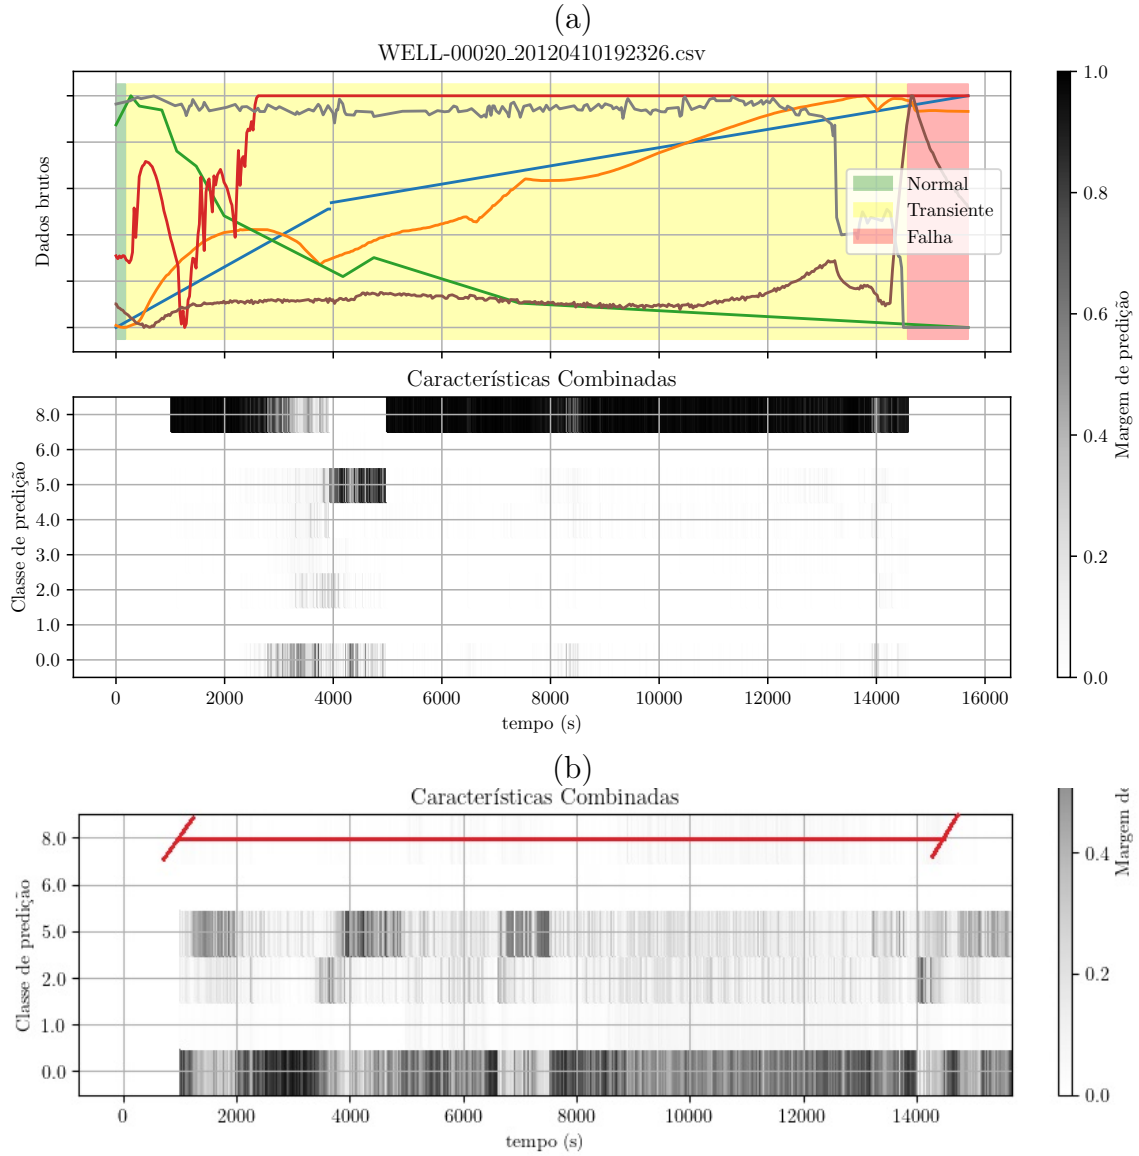 (a)
WELL-00020_20120410192326.csv
Dados brutos
Normal
Transiente
Falha
Características Combinadas
Classe de predição
8.0
6.0
5.0
4.0
3.0
2.0
1.0
0.0
0 2000 4000 6000 8000 10000 12000 14000 16000
tempo (s)
1.0
0.8
0.6
0.4
0.2
0.0
Margem de predição
(b)
Características Combinadas
Classe de predição
8.0
6.0
5.0
2.0
1.0
0.0
0 2000 4000 6000 8000 10000 12000 14000
tempo (s)
0.4
0.2
0.0
Margem de